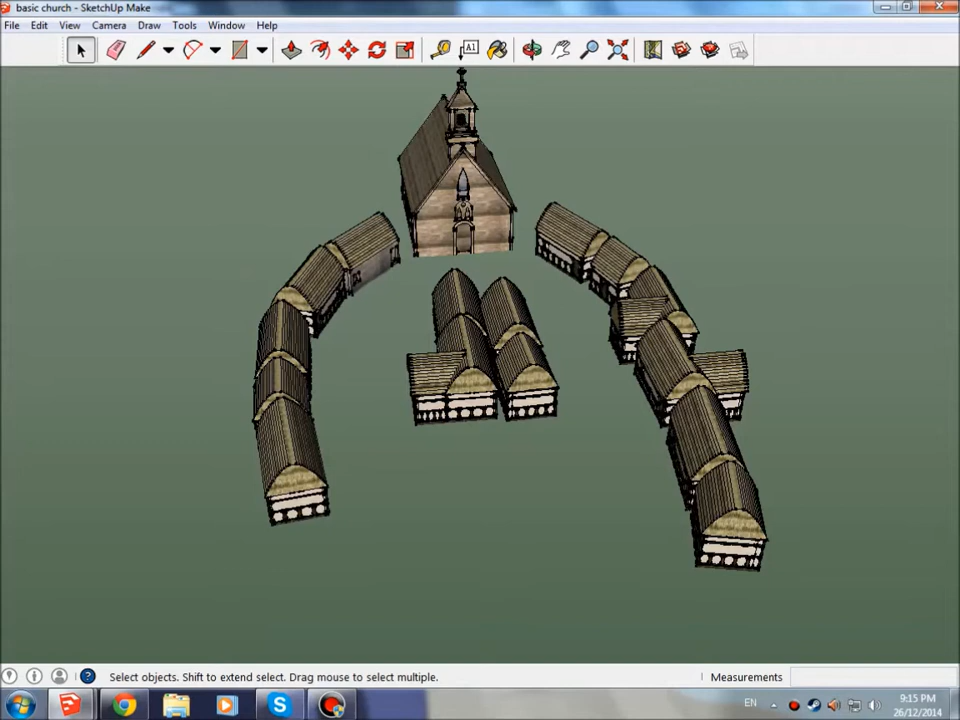 basic church - SketchUp Make
File Edit View Camera Draw Tools Window Help
A1
Select objects. Shift to extend select. Drag mouse to select multiple.
Measurements
EN
9:15 PM
26/12/2014